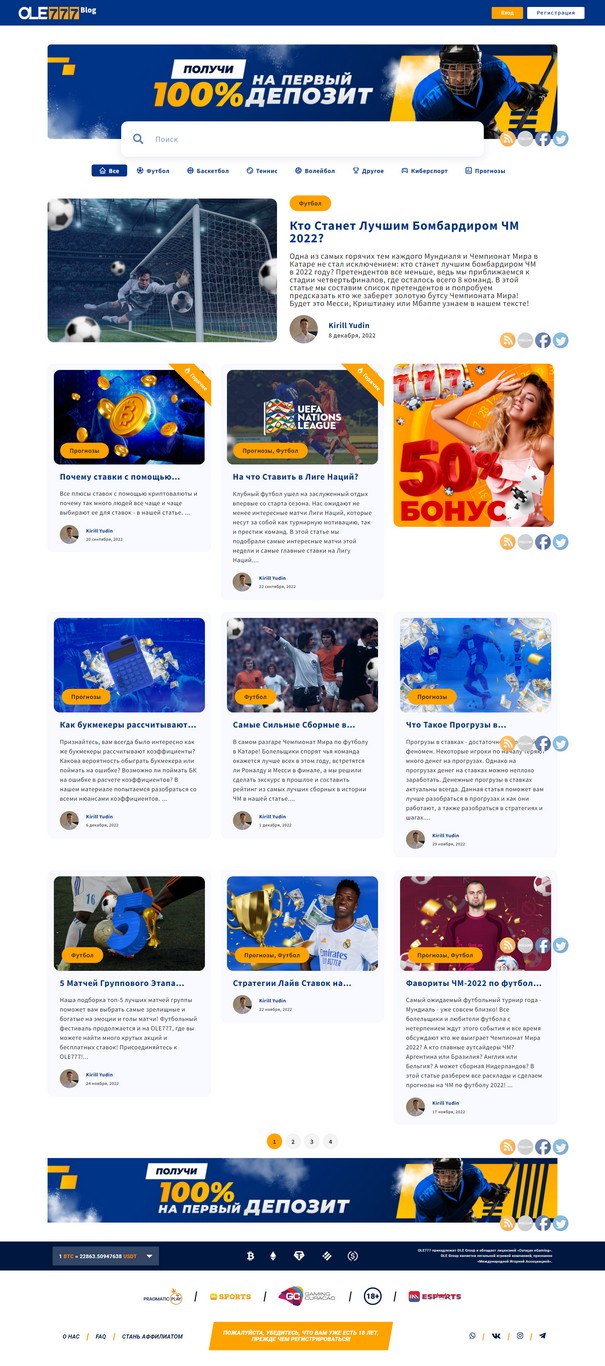 OLE777 Blog
Вход
Регистрация
ПОЛУЧИ
100% НА ПЕРВЫЙ
ДЕПОЗИТ
Поиск
Все
Футбол
Баскетбол
Теннис
Волейбол
Другое
Киберспорт
Прогнозы
Футбол
Кто Станет Лучшим Бомбардиром ЧМ
2022?
Одна из самых горячих тем каждого Мундиаля и Чемпионат Мира в
Катаре не стал исключением: кто станет лучшим бомбардиром ЧМ
в 2022 году? Претендентов все меньше, ведь мы приближаемся к
стадии четвертьфиналов, где осталось всего 8 команд. В этой
статье мы составим список претендентов и попробуем
предсказать кто же заберет золотую бутсу Чемпионата Мира!
Будет это Месси, Криштиану или Мбаппе узнаем в нашем тексте!
Kirill Yudin
8 декабря, 2022
Горячее
Прогнозы
Почему ставки с помощью...
Все плюсы ставок с помощью криптовалюты и
почему так много людей все чаще и чаще
выбирают ее для ставок - в нашей статье. ...
Kirill Yudin
20 сентября, 2022
Горячее
UEFA
NATIONS
LEAGUE
Прогнозы, Футбол
На что Ставить в Лиге Наций?
Клубный футбол ушел на заслуженный отдых
впервые со старта сезона. Нас ожидают не
менее интересные матчи Лиги Наций, которые
несут за собой как турнирную мотивацию, так
и престиж команд. В этой статье мы
подобрали самые интересные матчи этой
недели и самые главные ставки на Лигу
Наций....
Kirill Yudin
22 сентября, 2022
777
50%
БОНУС
Прогнозы
Как букмекеры рассчитывают...
Признайтесь, вам всегда было интересно как
же букмекеры рассчитывают коэффициенты?
Какова вероятность обыграть букмекера или
поймать на ошибке? Возможно ли поймать БК
на ошибке в расчете коэффициентов? В
нашем материале попытаемся разобраться со
всеми нюансами коэффициентов. ...
Kirill Yudin
6 декабря, 2022
Футбол
Самые Сильные Сборные в...
В самом разгаре Чемпионат Мира по футболу
в Катаре! Болельщики спорят чья команда
окажется лучше всех в этом году, встретятся
ли Роналду и Месси в финале, а мы решили
сделать экскурс в прошлое и составить
рейтинг из самых лучших сборных в истории
ЧМ в нашей статье....
Kirill Yudin
1 декабря, 2022
Прогнозы
Что Такое Прогрузы в...
Прогрузы в ставках - достаточно
феномен. Некоторые игроки по началу теряют
много денег на прогрузах. Однако на
прогрузах денег на ставках можно неплохо
заработать. Денежные прогрузы в ставках
актуальны всегда. Данная статья поможет вам
лучше разобраться в прогрузах и как они
работают, а также разобраться в стратегиях и
шагах....
Kirill Yudin
29 ноября, 2022
Футбол
5 Матчей Группового Этапа...
Наша подборка топ-5 лучших матчей группы
поможет вам выбрать самые зрелищные и
богатые на эмоции и голы матчи! Футбольный
фестиваль продолжается и на OLE777, где вы
можете найти много крутых акций и
бесплатных ставок! Присоединяйтесь к
OLE777!...
Kirill Yudin
24 ноября, 2022
Прогнозы, Футбол
Стратегии Лайв Ставок на...
Kirill Yudin
23 ноября, 2022
Прогнозы, Футбол
Фавориты ЧМ-2022 по футбол...
Самый ожидаемый футбольный турнир года -
Мундиаль - уже совсем близко! Все
болельщики и любители футбола с
нетерпением ждут этого события и все время
обсуждают кто же выиграет Чемпионат Мира
2022? А кто главные аутсайдеры ЧМ?
Аргентина или Бразилия? Англия или
Бельгия? А может сборная Нидерландов? В
этой статье разберем все расклады и сделаем
прогнозы на ЧМ по футболу 2022! ...
Kirill Yudin
17 ноября, 2022
1 2 3 4
ПОЛУЧИ
100%
НА ПЕРВЫЙ ДЕПОЗИТ
1 BTC = 22863.50947638 USDT
OLE777 принадлежит OLE Group и обладает лицензией «Curaçao eGaming».
OLE Group является легальной игровой компанией, признанной
«Международной Игровой Ассоциацией».
PRAGMATIC PLAY
SPORTS
GC GAMING CURACAO
18+
ESPORTS
О НАС / FAQ / СТАНЬ АФФИЛИАТОМ
ПОЖАЛУЙСТА, УБЕДИТЕСЬ, ЧТО ВАМ УЖЕ ЕСТЬ 18 ЛЕТ,
ПРЕЖДЕ ЧЕМ РЕГИСТРИРОВАТЬСЯ!